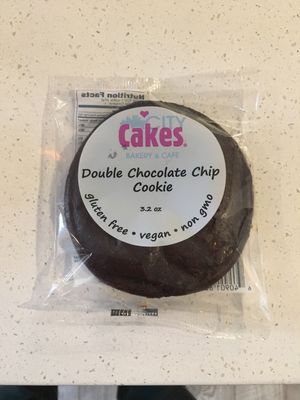 Nutrition Facts
CITY
Cakes
BAKERY & CAFE
Double Chocolate Chip
Cookie
3.2 oz
gluten free • vegan • non gmo